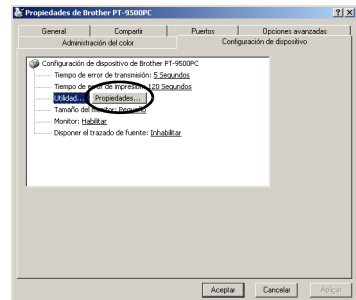 Propiedades de Brother PT-9500PC
General Compartir Puertos Opciones avanzadas
Administración del color Configuración de dispositivo
Configuración de dispositivo de Brother PT-9500PC
Tiempo de error de transmisión: 5 Segundos
Tiempo de error de impresión: 120 Segundos
Utilidad... Propiedades...
Tamaño del monitor: Pequeño
Monitor: Habilitar
Disponer el trazado de fuente: Inhabilitar
Aceptar Cancelar Aplicar